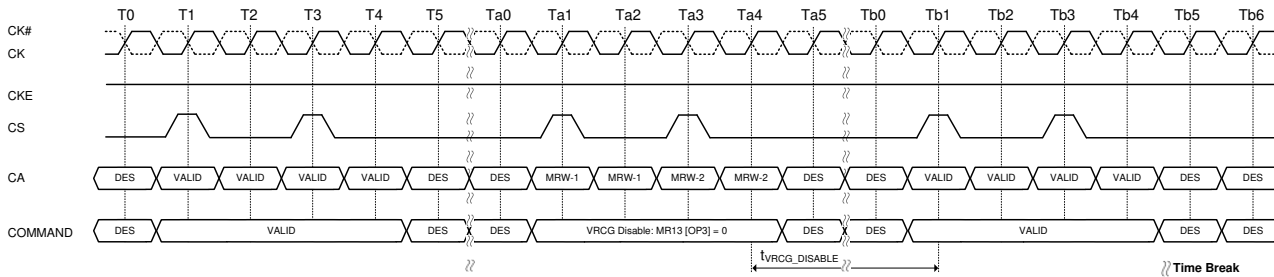 T0 T1 T2 T3 T4 T5 Ta0 Ta1 Ta2 Ta3 Ta4 Ta5 Tb0 Tb1 Tb2 Tb3 Tb4 Tb5 Tb6
CK#
CK
CKE
CS
CA DES VALID VALID VALID VALID DES DES MRW-1 MRW-1 MRW-2 MRW-2 DES DES VALID VALID VALID VALID DES DES
COMMAND DES VALID DES DES VRCG Disable: MR13 [OP3] = 0 DES DES VALID DES DES
tVRCG_DISABLE
Time Break